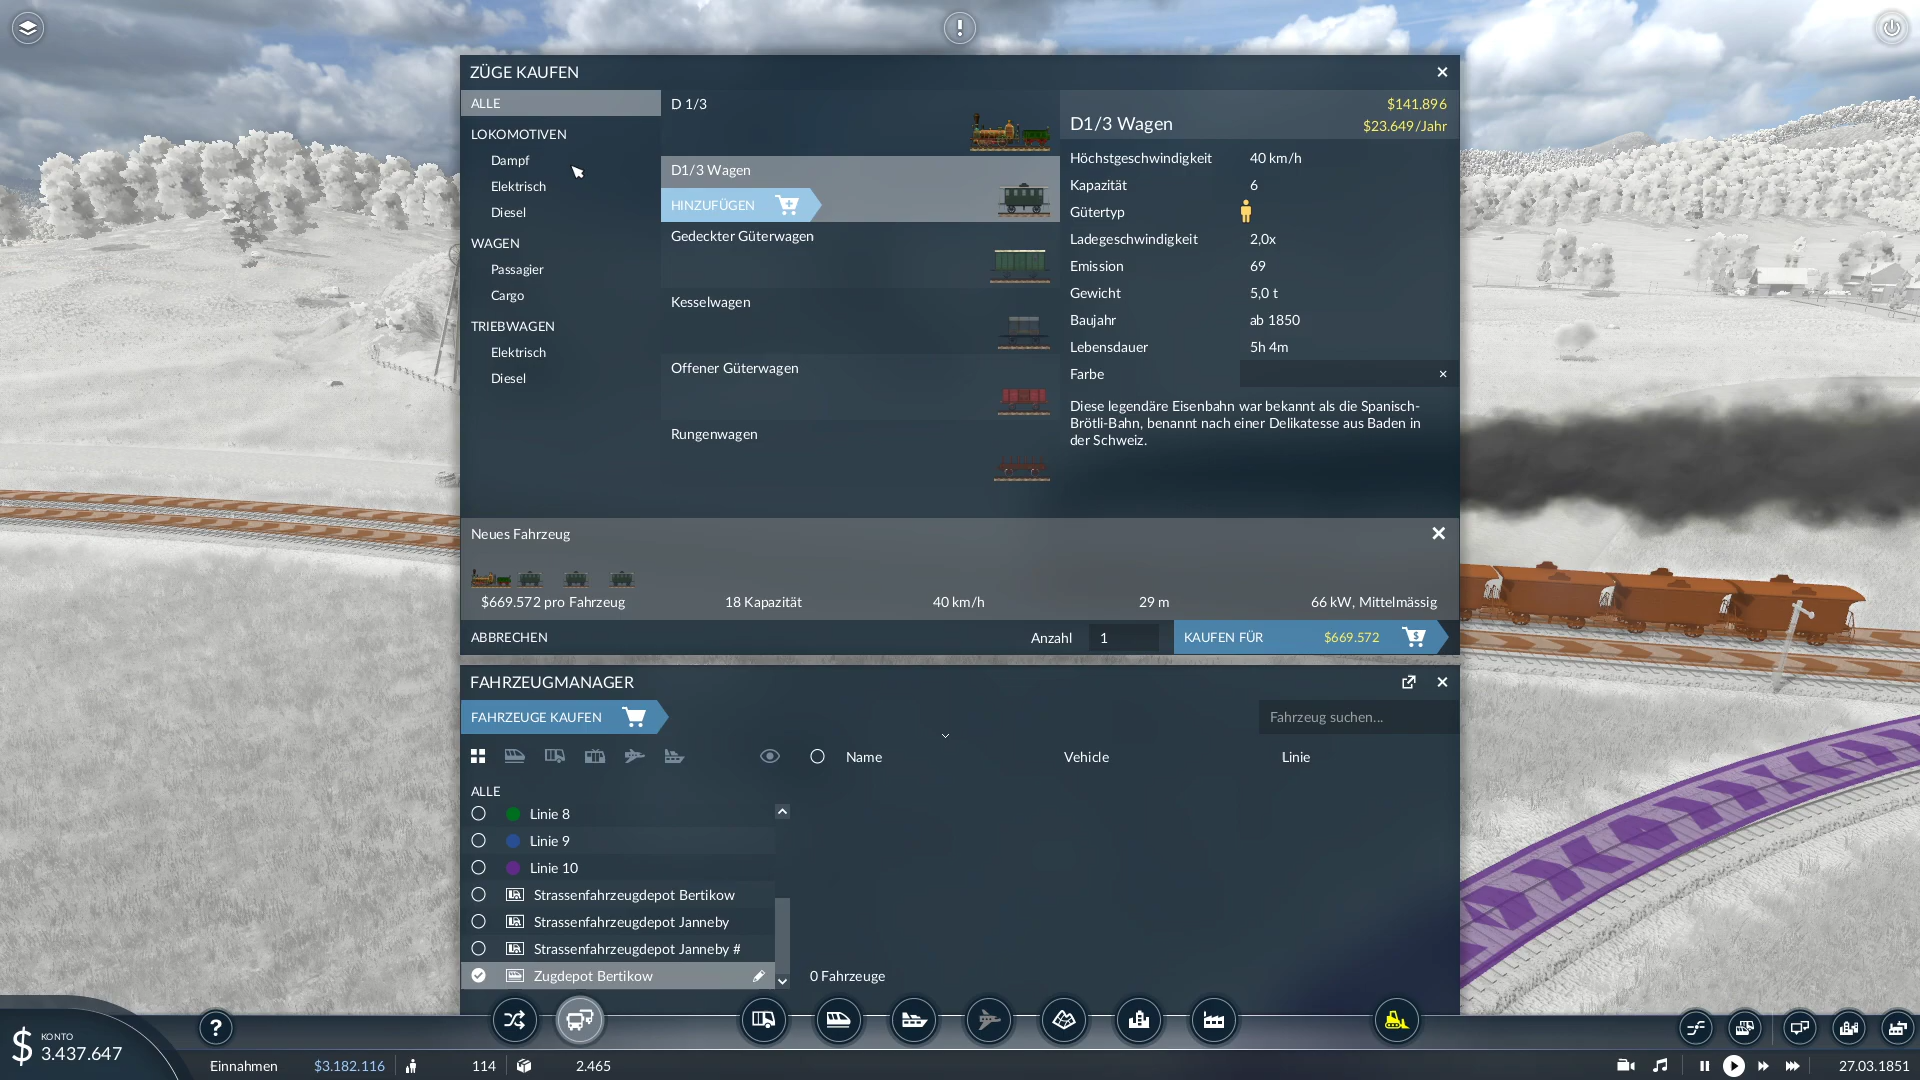 ZÜGE KAUFEN
ALLE
LOKOMOTIVEN
Dampf
Elektrisch
Diesel
WAGEN
Passagier
Cargo
TRIEBWAGEN
Elektrisch
Diesel
D 1/3
D1/3 Wagen
HINZUFÜGEN
Gedeckter Güterwagen
Kesselwagen
Offener Güterwagen
Rungenwagen
$141.896
D1/3 Wagen
$23.649/Jahr
Höchstgeschwindigkeit 40 km/h
Kapazität 6
Gütertyp
Ladegeschwindigkeit 2,0x
Emission 69
Gewicht 5,0 t
Baujahr ab 1850
Lebensdauer 5h 4m
Farbe
Diese legendäre Eisenbahn war bekannt als die Spanisch-
Brötli-Bahn, benannt nach einer Delikatesse aus Baden in
der Schweiz.
Neues Fahrzeug
$669.572 pro Fahrzeug 18 Kapazität 40 km/h 29 m 66 kW, Mittelmässig
ABBRECHEN Anzahl 1 KAUFEN FÜR $669.572
FAHRZEUGMANAGER
FAHRZEUGE KAUFEN Fahrzeug suchen...
Name Vehicle Linie
ALLE
Linie 8
Linie 9
Linie 10
Strassenfahrzeugdepot Bertikow
Strassenfahrzeugdepot Janneby
Strassenfahrzeugdepot Janneby #
Zugdepot Bertikow 0 Fahrzeuge
KONTO
$ 3.437.647
?
Einnahmen $3.182.116 114 2.465 27.03.1851